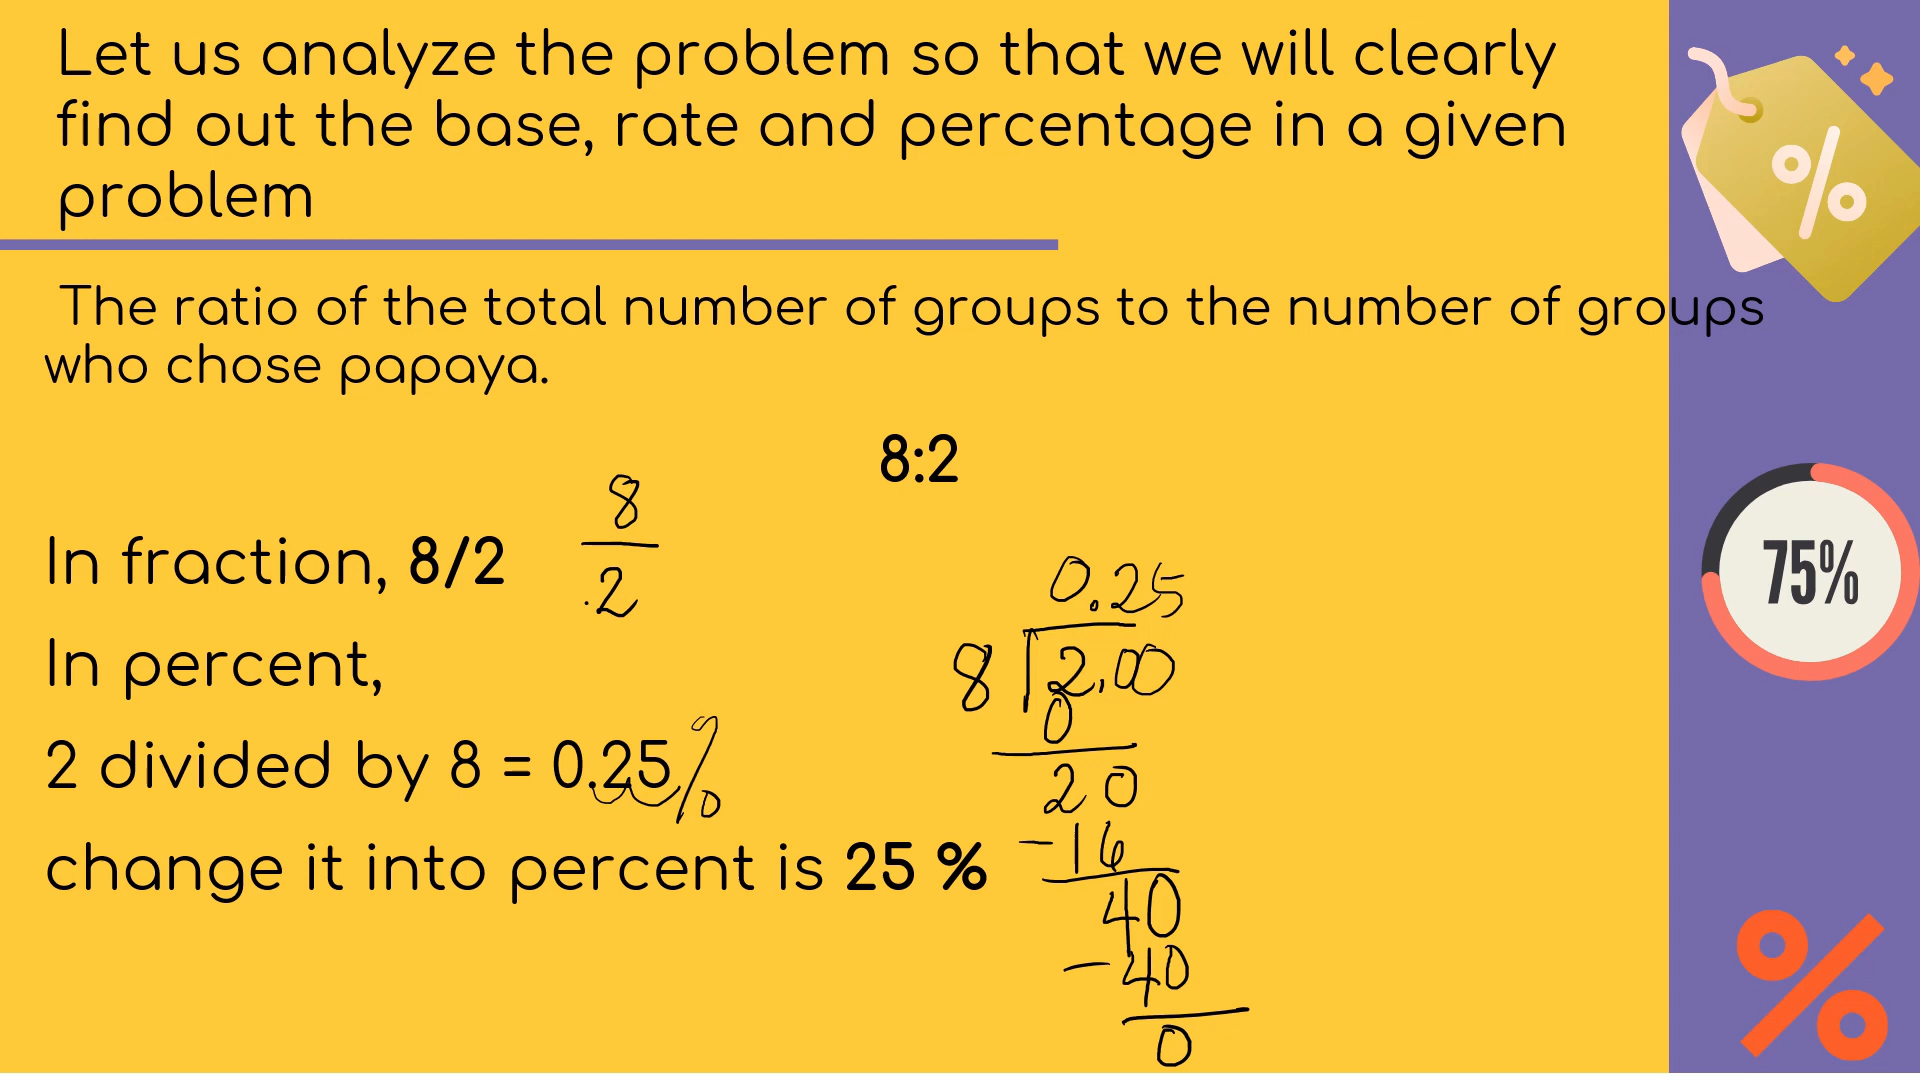 Let us analyze the problem so that we will clearly
find out the base, rate and percentage in a given
problem
%
The ratio of the total number of groups to the number of groups
who chose papaya.
8:2
In fraction, 8/2
8
2
In percent,
2 divided by 8 = 0.25%
change it into percent is 25 %
0.25
8 2.00
0
20
-16
40
-40
0
75%
%